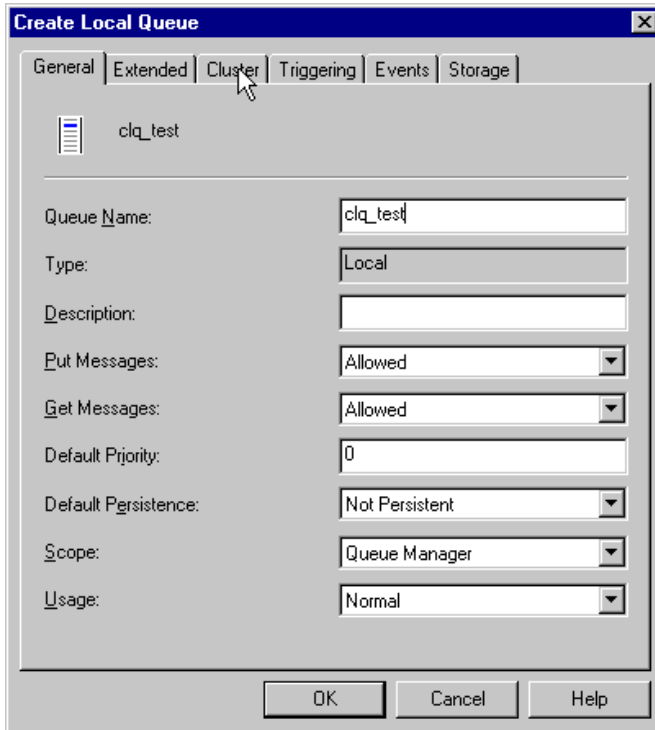 Create Local Queue
General Extended Cluster Triggering Events Storage
clq_test
Queue Name: clq_test
Type: Local
Description:
Put Messages: Allowed
Get Messages: Allowed
Default Priority: 0
Default Persistence: Not Persistent
Scope: Queue Manager
Usage: Normal
OK Cancel Help